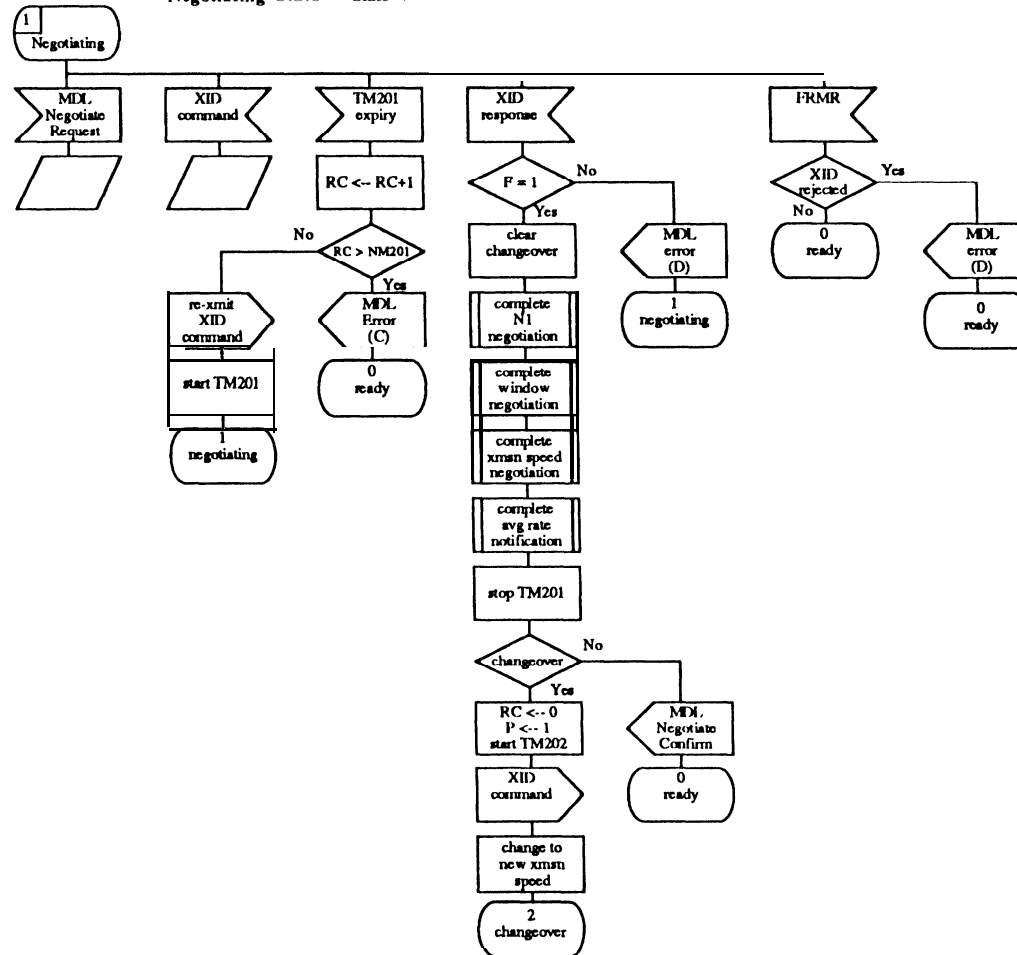 1
Negotiating
MDL
Negotiate
Request
XID
command
TM201
expiry
XID
response
FRMR
RC <-- RC+1
F = 1
No
Yes
XID
rejected
Yes
No
RC > NM201
No
Yes
clear
changeover
MDL
error
(D)
0
ready
MDL
error
(D)
re-xmit
XID
command
MDL
Error
(C)
complete
N1
negotiation
1
negotiating
0
ready
start TM201
0
ready
complete
window
negotiation
1
negotiating
complete
xmsn speed
negotiation
complete
avg rate
notification
stop TM201
changeover
No
Yes
RC <-- 0
P <-- 1
start TM202
MDL
Negotiate
Confirm
XID
command
0
ready
change to
new xmsn
speed
2
changeover